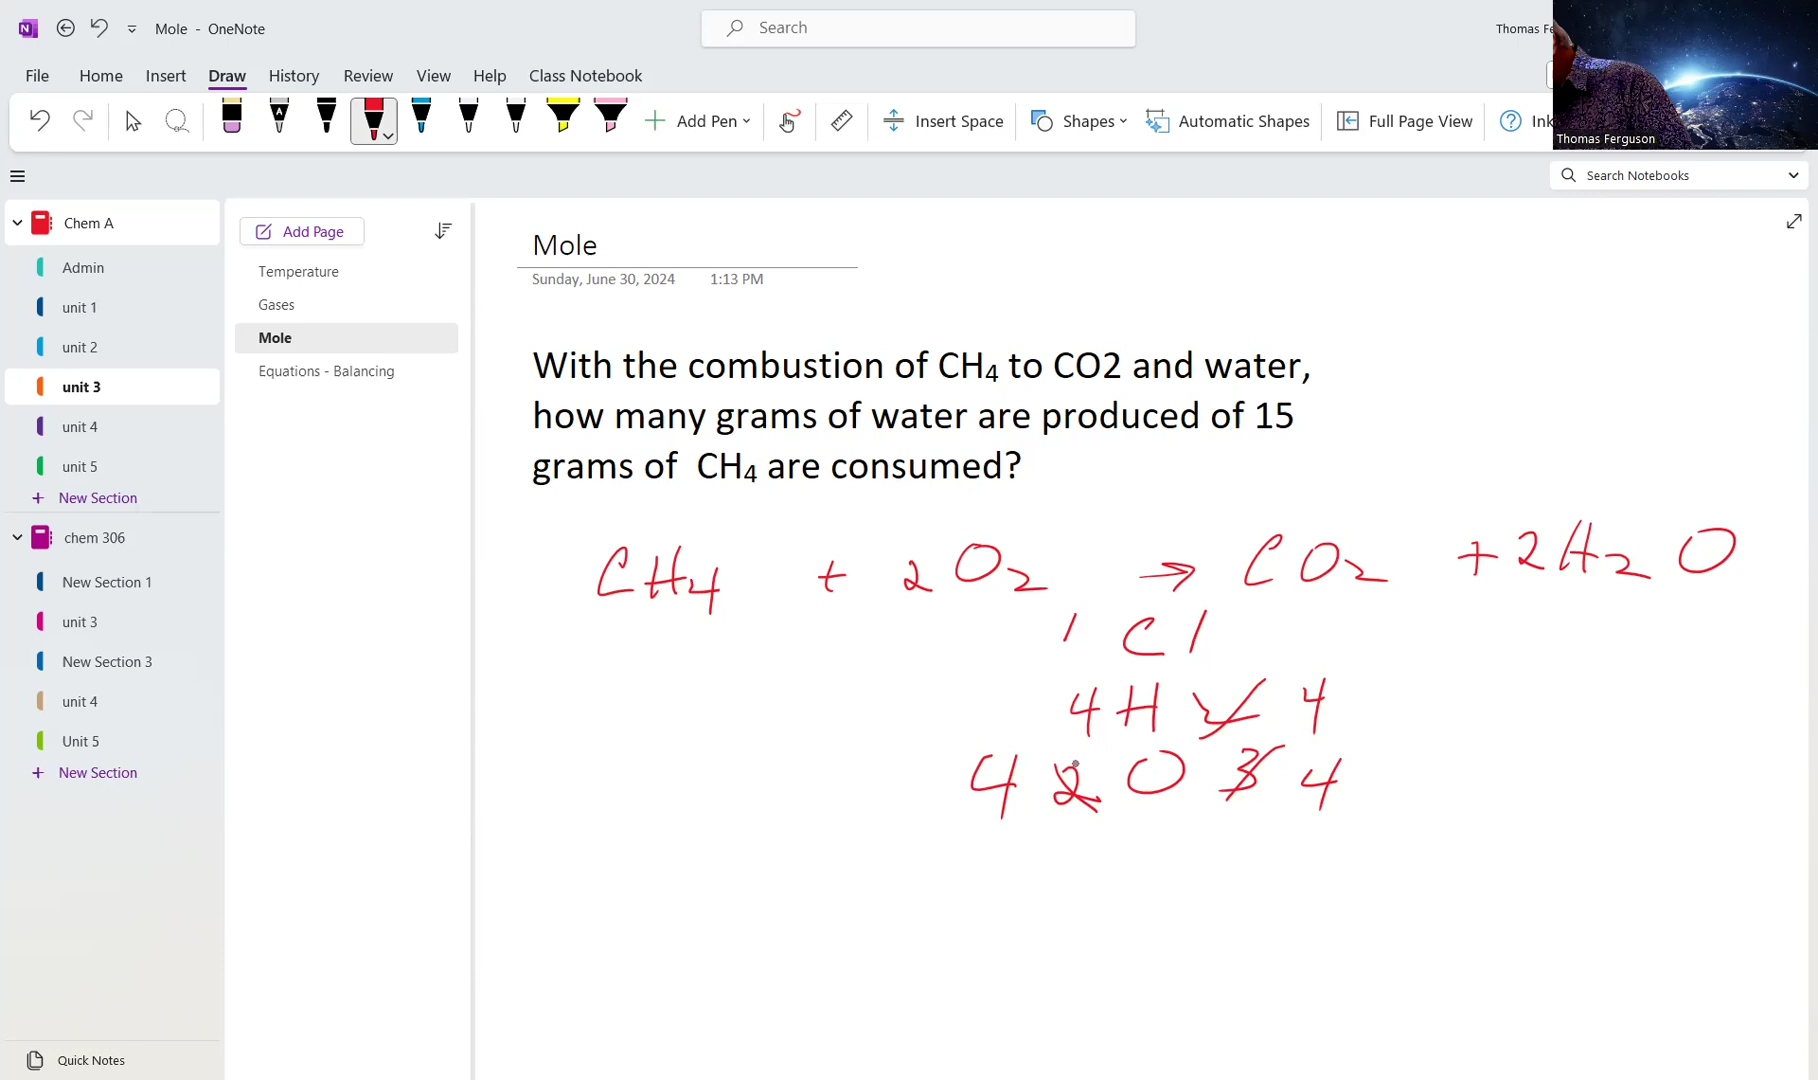 Mole - OneNote
Search
Thomas Fe
File Home Insert Draw History Review View Help Class Notebook
Add Pen
Insert Space
Shapes
Automatic Shapes
Full Page View
Ink
Thomas Ferguson
Search Notebooks
Chem A
Admin
unit 1
unit 2
unit 3
unit 4
unit 5
New Section
chem 306
New Section 1
unit 3
New Section 3
unit 4
Unit 5
New Section
Quick Notes
Add Page
Temperature
Gases
Mole
Equations - Balancing
Mole
Sunday, June 30, 2024 1:13 PM
With the combustion of CH₄ to CO2 and water,
how many grams of water are produced of 15
grams of CH₄ are consumed?
CH₄ + 2O₂ → CO₂ + 2H₂O
1 C 1
4 H 2 4
4 2 O 3 4